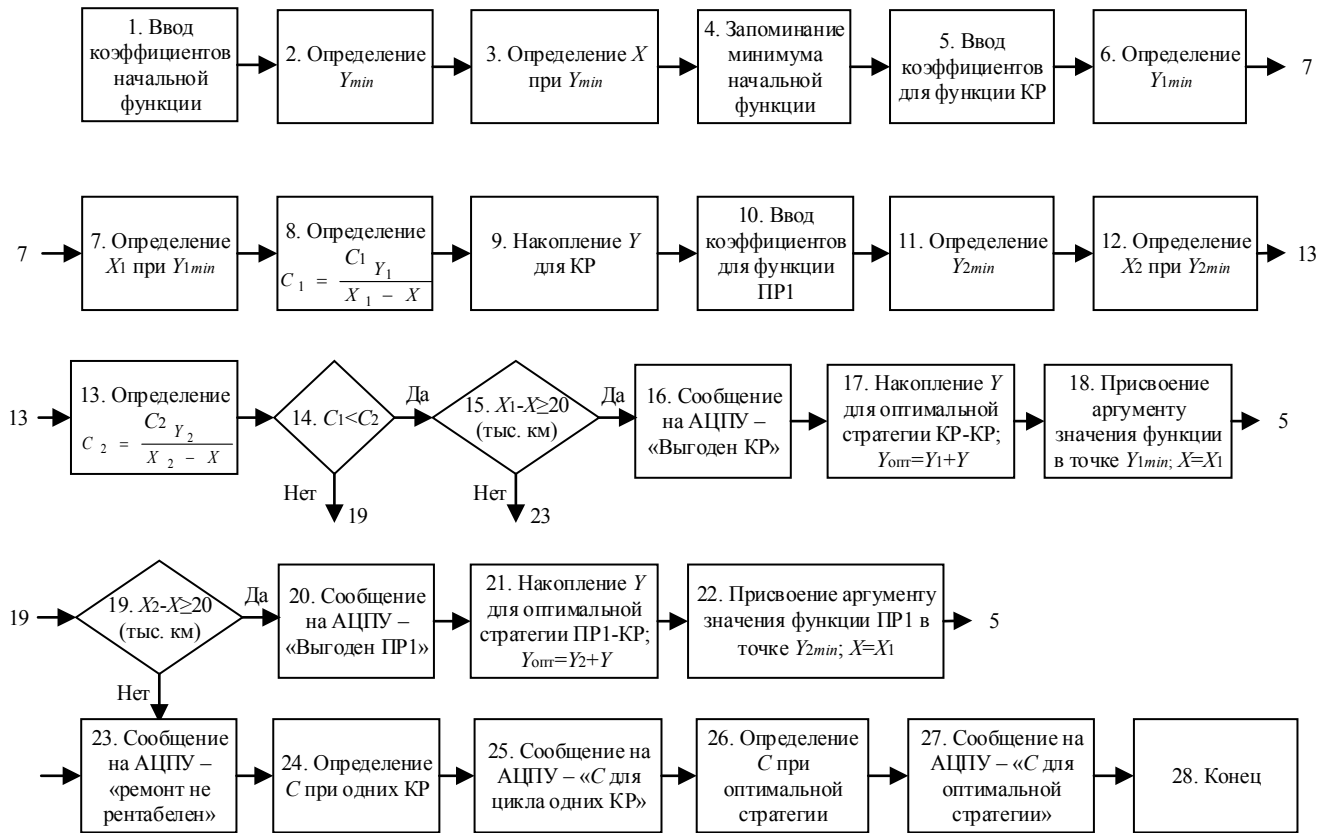 1. Ввод
коэффициентов
начальной
функции
2. Определение
Ymin
3. Определение X
при Ymin
4. Запоминание
минимума
начальной
функции
5. Ввод
коэффициентов
для функции КР
6. Определение
Y1min
7
7
7. Определение
X1 при Y1min
8. Определение
C1
C 1 = Y 1 / X 1 – X
9. Накопление Y
для КР
10. Ввод
коэффициентов
для функции
ПР1
11. Определение
Y2min
12. Определение
X2 при Y2min
13
13
13. Определение
C2
C 2 = Y 2 / X 2 – X
14. C1<C2
Да
Нет
19
15. X1-X≥20
(тыс. км)
Да
Нет
23
16. Сообщение
на АЦПУ –
«Выгоден КР»
17. Накопление Y
для оптимальной
стратегии КР-КР;
Yопт=Y1+Y
18. Присвоение
аргументу
значения функции
в точке Y1min; X=X1
5
19
19. X2-X≥20
(тыс. км)
Да
Нет
20. Сообщение
на АЦПУ –
«Выгоден ПР1»
21. Накопление Y
для оптимальной
стратегии ПР1-КР;
Yопт=Y2+Y
22. Присвоение аргументу
значения функции ПР1 в
точке Y2min; X=X1
5
23. Сообщение
на АЦПУ –
«ремонт не
рентабелен»
24. Определение
C при одних КР
25. Сообщение на
АЦПУ – «C для
цикла одних КР»
26. Определение
C при
оптимальной
стратегии
27. Сообщение на
АЦПУ – «C для
оптимальной
стратегии»
28. Конец